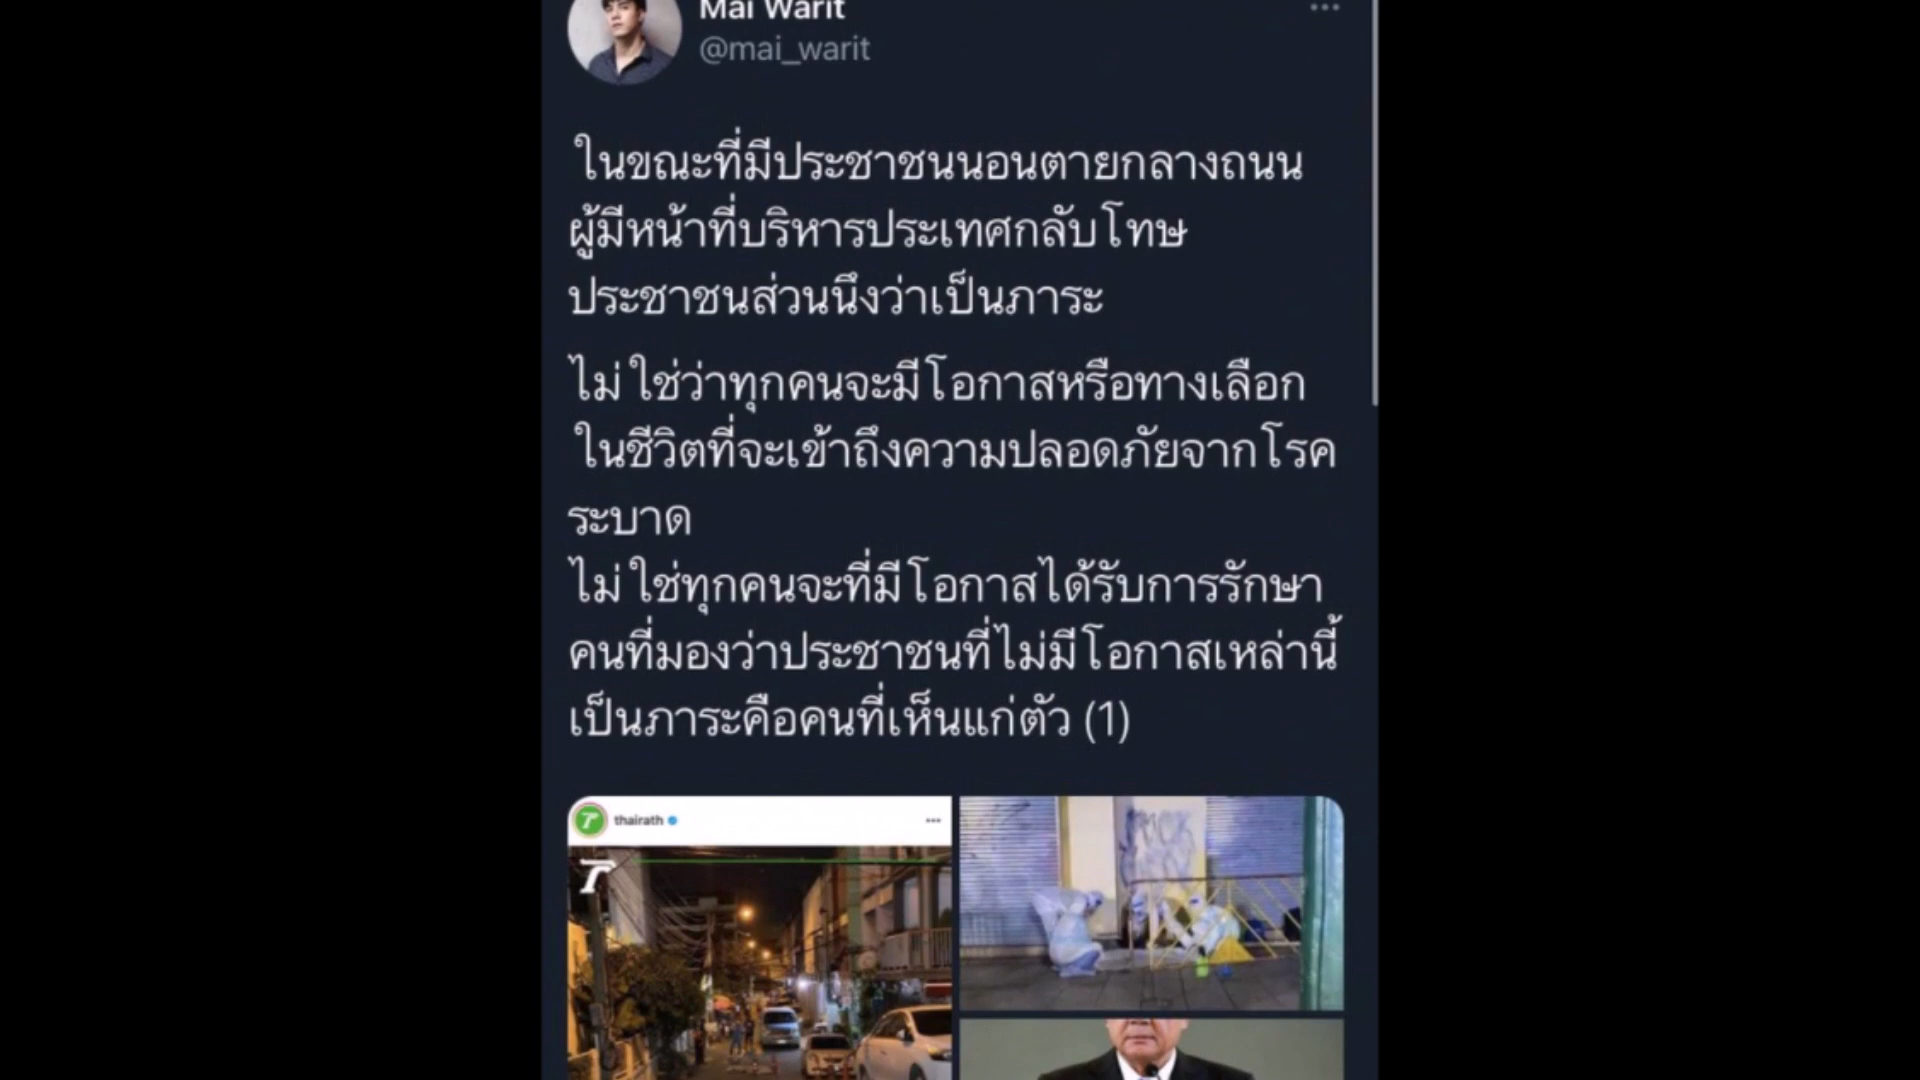 Mai Warit
@mai_warit
ในขณะที่มีประชาชนนอนตายกลางถนน
ผู้มีหน้าที่บริหารประเทศกลับโทษ
ประชาชนส่วนนึงว่าเป็นภาระ
ไม่ใช่ว่าทุกคนจะมีโอกาสหรือทางเลือก
ในชีวิตที่จะเข้าถึงความปลอดภัยจากโรค
ระบาด
ไม่ใช่ทุกคนจะที่มีโอกาสได้รับการรักษา
คนที่มองว่าประชาชนที่ไม่มีโอกาสเหล่านี้
เป็นภาระคือคนที่เห็นแก่ตัว (1)
thairath